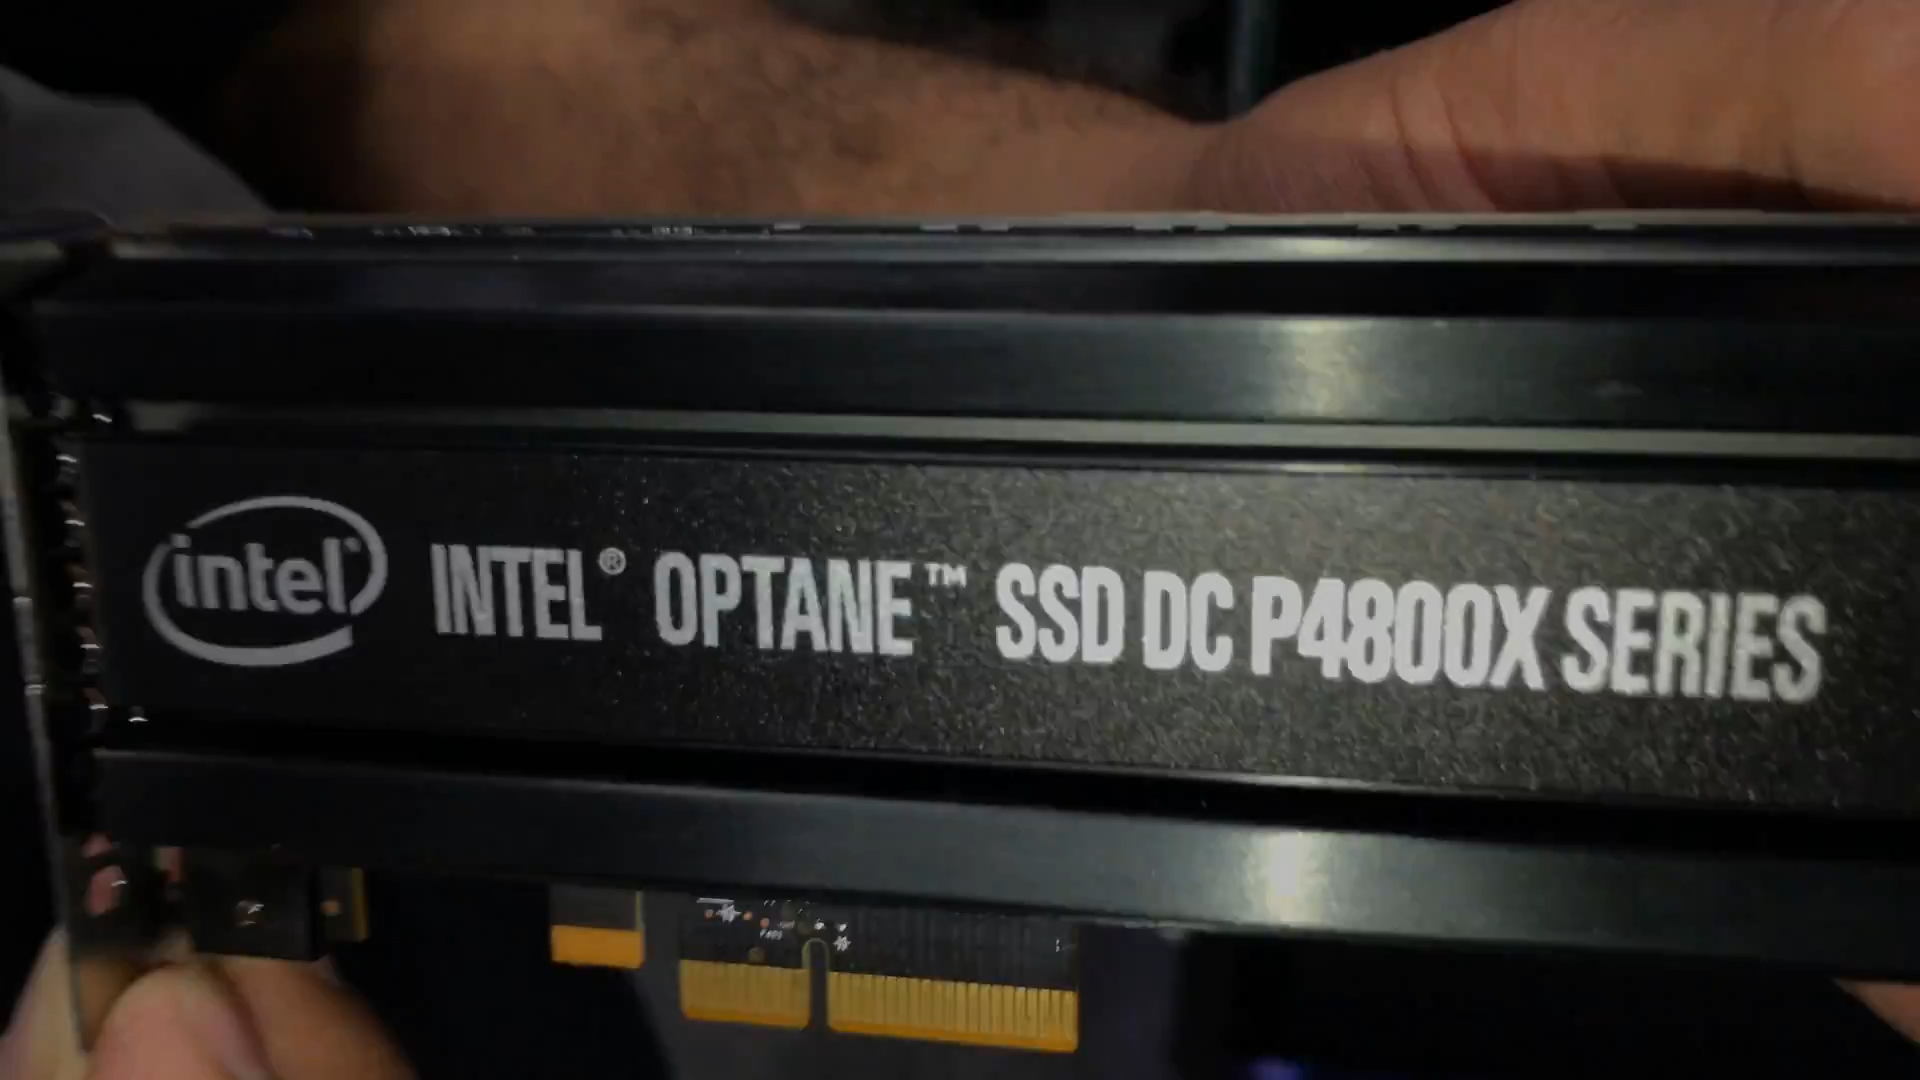 intel®
INTEL® OPTANE™ SSD DC P4800X SERIES